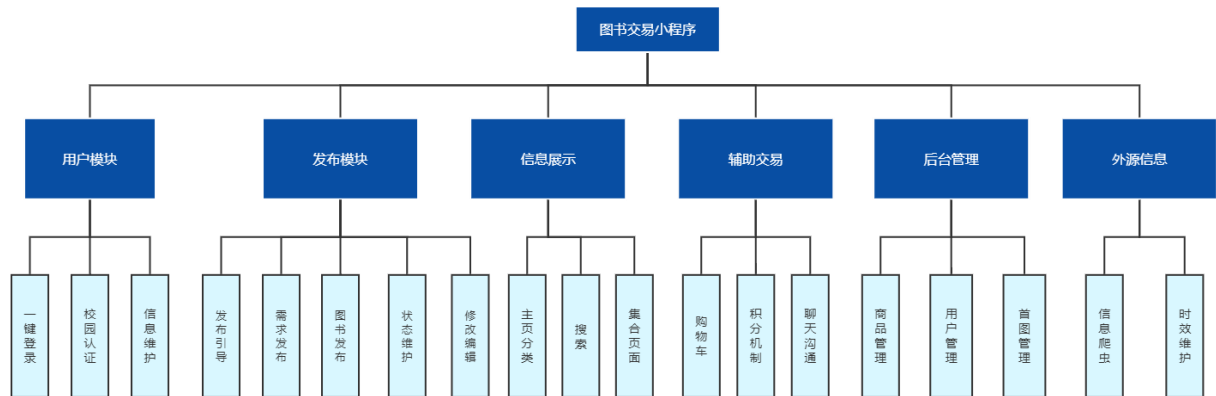 图书交易小程序
用户模块
发布模块
信息展示
辅助交易
后台管理
外源信息
一键登录
校园认证
信息维护
发布引导
需求发布
图书发布
状态维护
修改编辑
主页分类
搜索
集合页面
购物车
积分机制
聊天沟通
商品管理
用户管理
首图管理
信息爬虫
时效维护